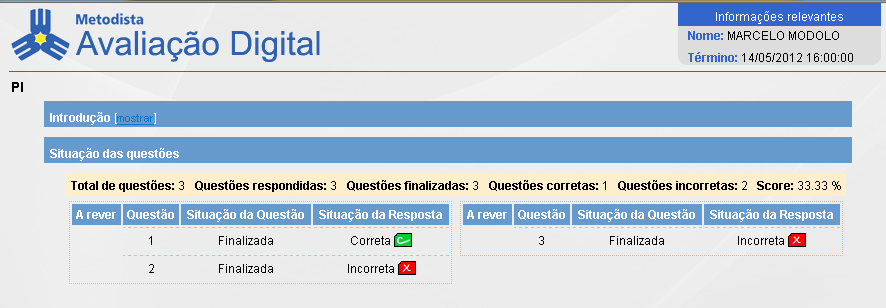 Metodista
Avaliação Digital
Informações relevantes
Nome: MARCELO MODOLO
Término: 14/05/2012 16:00:00
PI
Introdução [mostrar]
Situação das questões
Total de questões: 3 Questões respondidas: 3 Questões finalizadas: 3 Questões corretas: 1 Questões incorretas: 2 Score: 33.33 %
A rever Questão Situação da Questão Situação da Resposta
1 Finalizada Correta
2 Finalizada Incorreta
A rever Questão Situação da Questão Situação da Resposta
3 Finalizada Incorreta